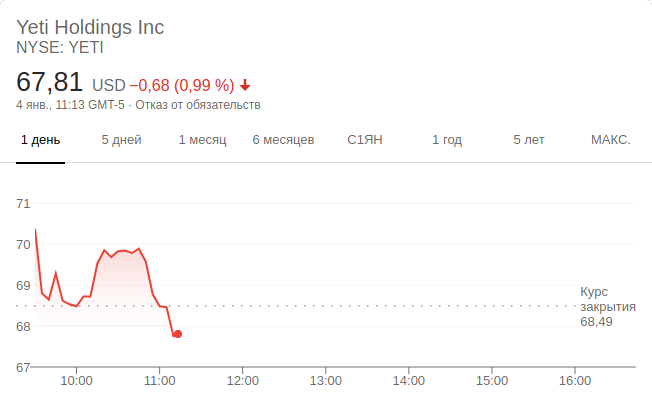 Yeti Holdings Inc
NYSE: YETI
67,81 USD −0,68 (0,99 %)
4 янв., 11:13 GMT-5 · Отказ от обязательств
1 день 5 дней 1 месяц 6 месяцев С1ЯН 1 год 5 лет МАКС.
71
70
69
Курс
закрытия
68,49
68
67
10:00 11:00 12:00 13:00 14:00 15:00 16:00